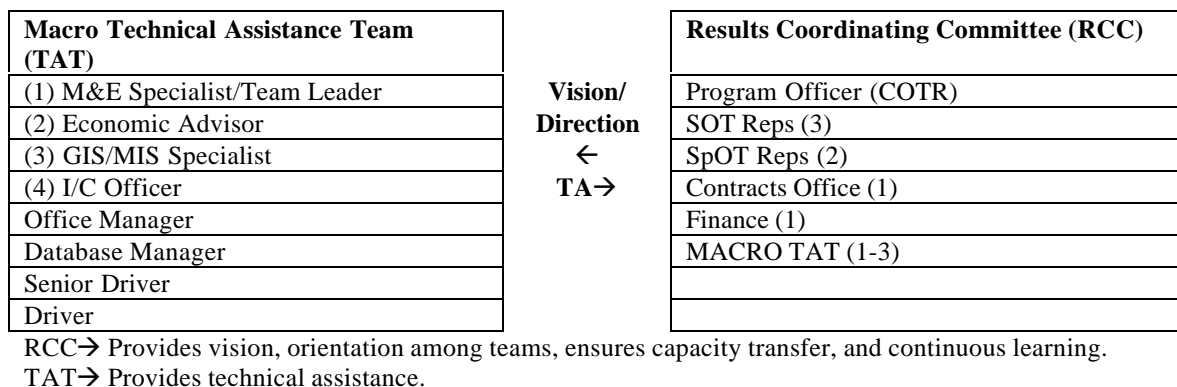 Macro Technical Assistance Team (TAT)
Results Coordinating Committee (RCC)
(1) M&E Specialist/Team Leader
Vision/
Program Officer (COTR)
(2) Economic Advisor
Direction
SOT Reps (3)
(3) GIS/MIS Specialist
←
SpOT Reps (2)
(4) I/C Officer
TA→
Contracts Office (1)
Office Manager
Finance (1)
Database Manager
MACRO TAT (1-3)
Senior Driver
Driver
RCC→ Provides vision, orientation among teams, ensures capacity transfer, and continuous learning.
TAT→ Provides technical assistance.